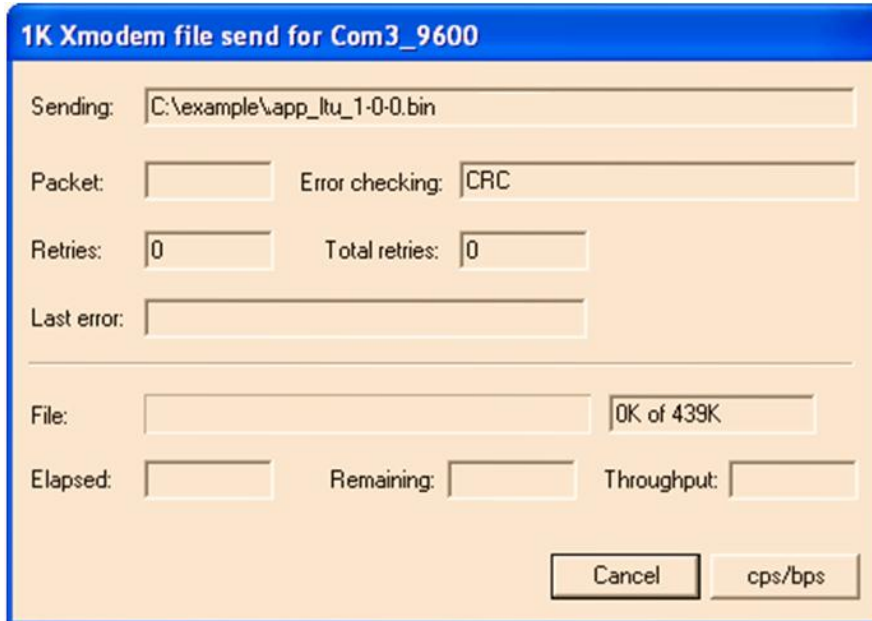 1K Xmodem file send for Com3_9600
Sending: C:\example\.app_ltu_1-0-0.bin
Packet: Error checking: CRC
Retries: 0 Total retries: 0
Last error:
File: 0K of 439K
Elapsed: Remaining: Throughput:
Cancel cps/bps